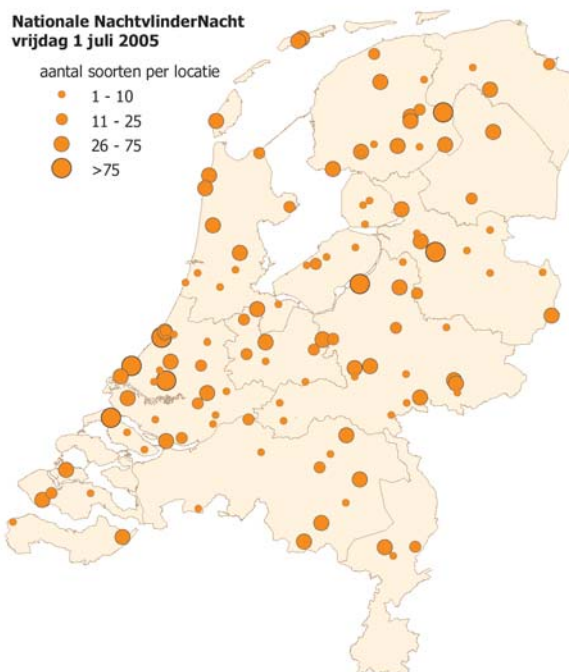 Nationale NachtvlinderNacht
vrijdag 1 juli 2005
aantal soorten per locatie
1 - 10
11 - 25
26 - 75
>75